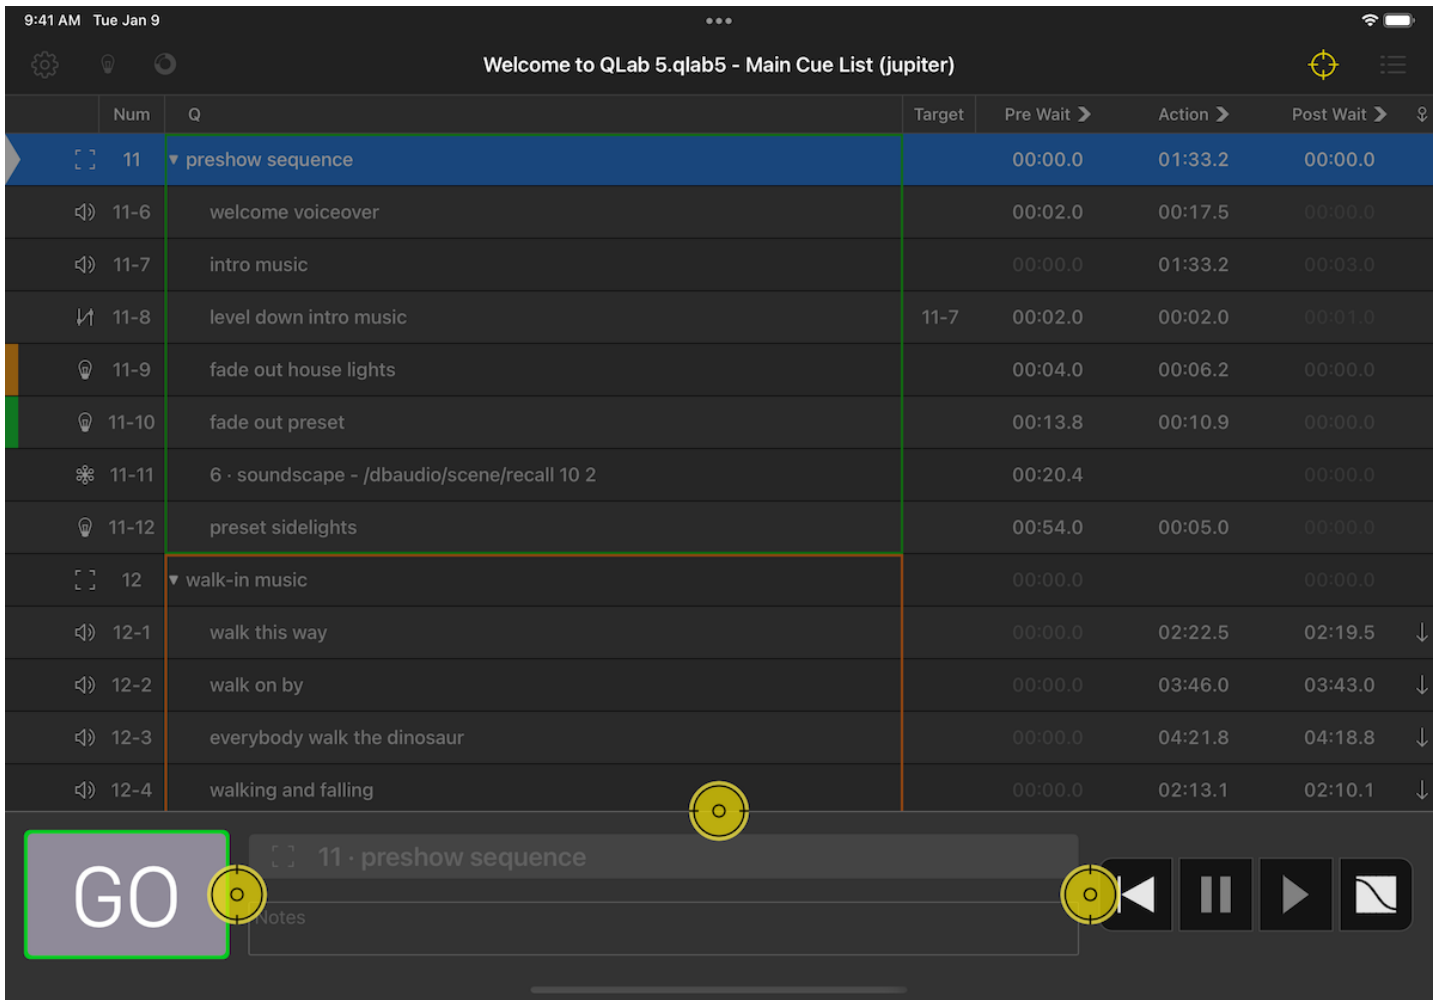 9:41 AM Tue Jan 9
Welcome to QLab 5.qlab5 - Main Cue List (jupiter)
Num Q Target Pre Wait Action Post Wait
11 preshow sequence 00:00.0 01:33.2 00:00.0
11-6 welcome voiceover 00:02.0 00:17.5 00:00.0
11-7 intro music 00:00.0 01:33.2 00:03.0
11-8 level down intro music 11-7 00:02.0 00:02.0 00:01.0
11-9 fade out house lights 00:04.0 00:06.2 00:00.0
11-10 fade out preset 00:13.8 00:10.9 00:00.0
11-11 6 · soundscape - /dbaudio/scene/recall 10 2 00:20.4 00:00.0
11-12 preset sidelights 00:54.0 00:05.0 00:00.0
12 walk-in music 00:00.0 00:00.0
12-1 walk this way 00:00.0 02:22.5 02:19.5
12-2 walk on by 00:00.0 03:46.0 03:43.0
12-3 everybody walk the dinosaur 00:00.0 04:21.8 04:18.8
12-4 walking and falling 00:00.0 02:13.1 02:10.1
GO
11 · preshow sequence
Notes